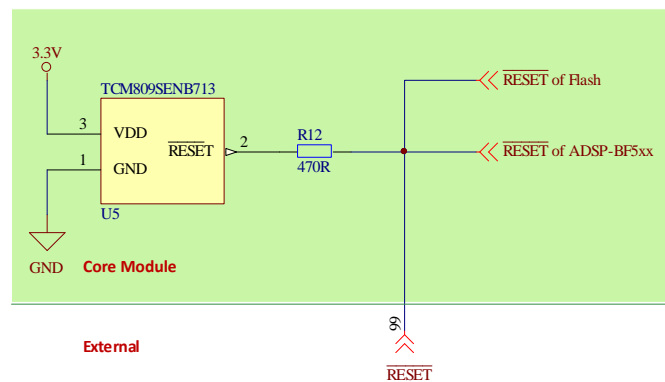 3.3V
TCM809SENB713
RESET of Flash
3
VDD
RESET
2
R12
470R
RESET of ADSP-BF5xx
1
GND
U5
GND
Core Module
99
External
RESET